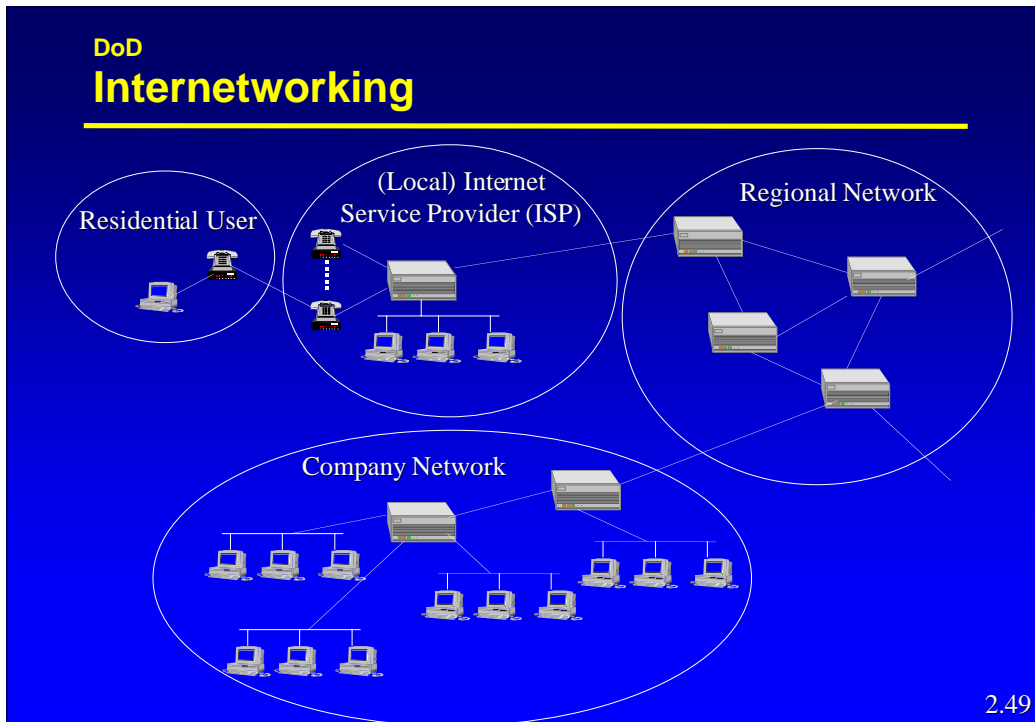 DoD
Internetworking
Residential User
(Local) Internet
Service Provider (ISP)
Regional Network
Company Network
2.49